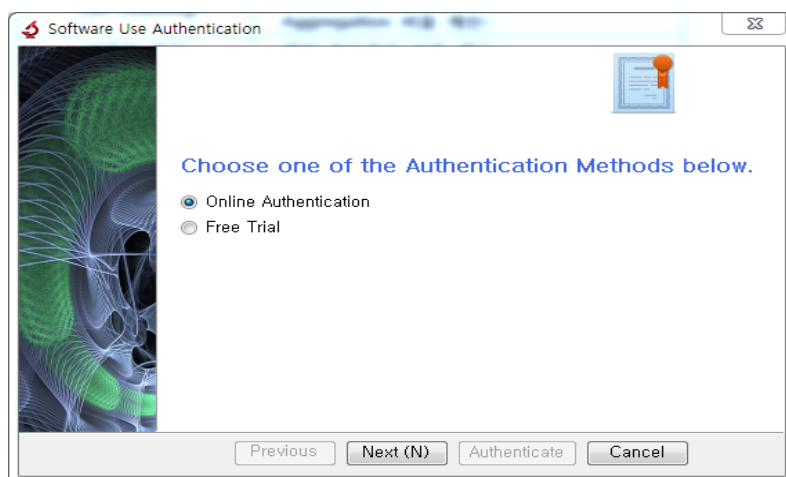 Software Use Authentication
Choose one of the Authentication Methods below.
Online Authentication
Free Trial
Previous
Next (N)
Authenticate
Cancel